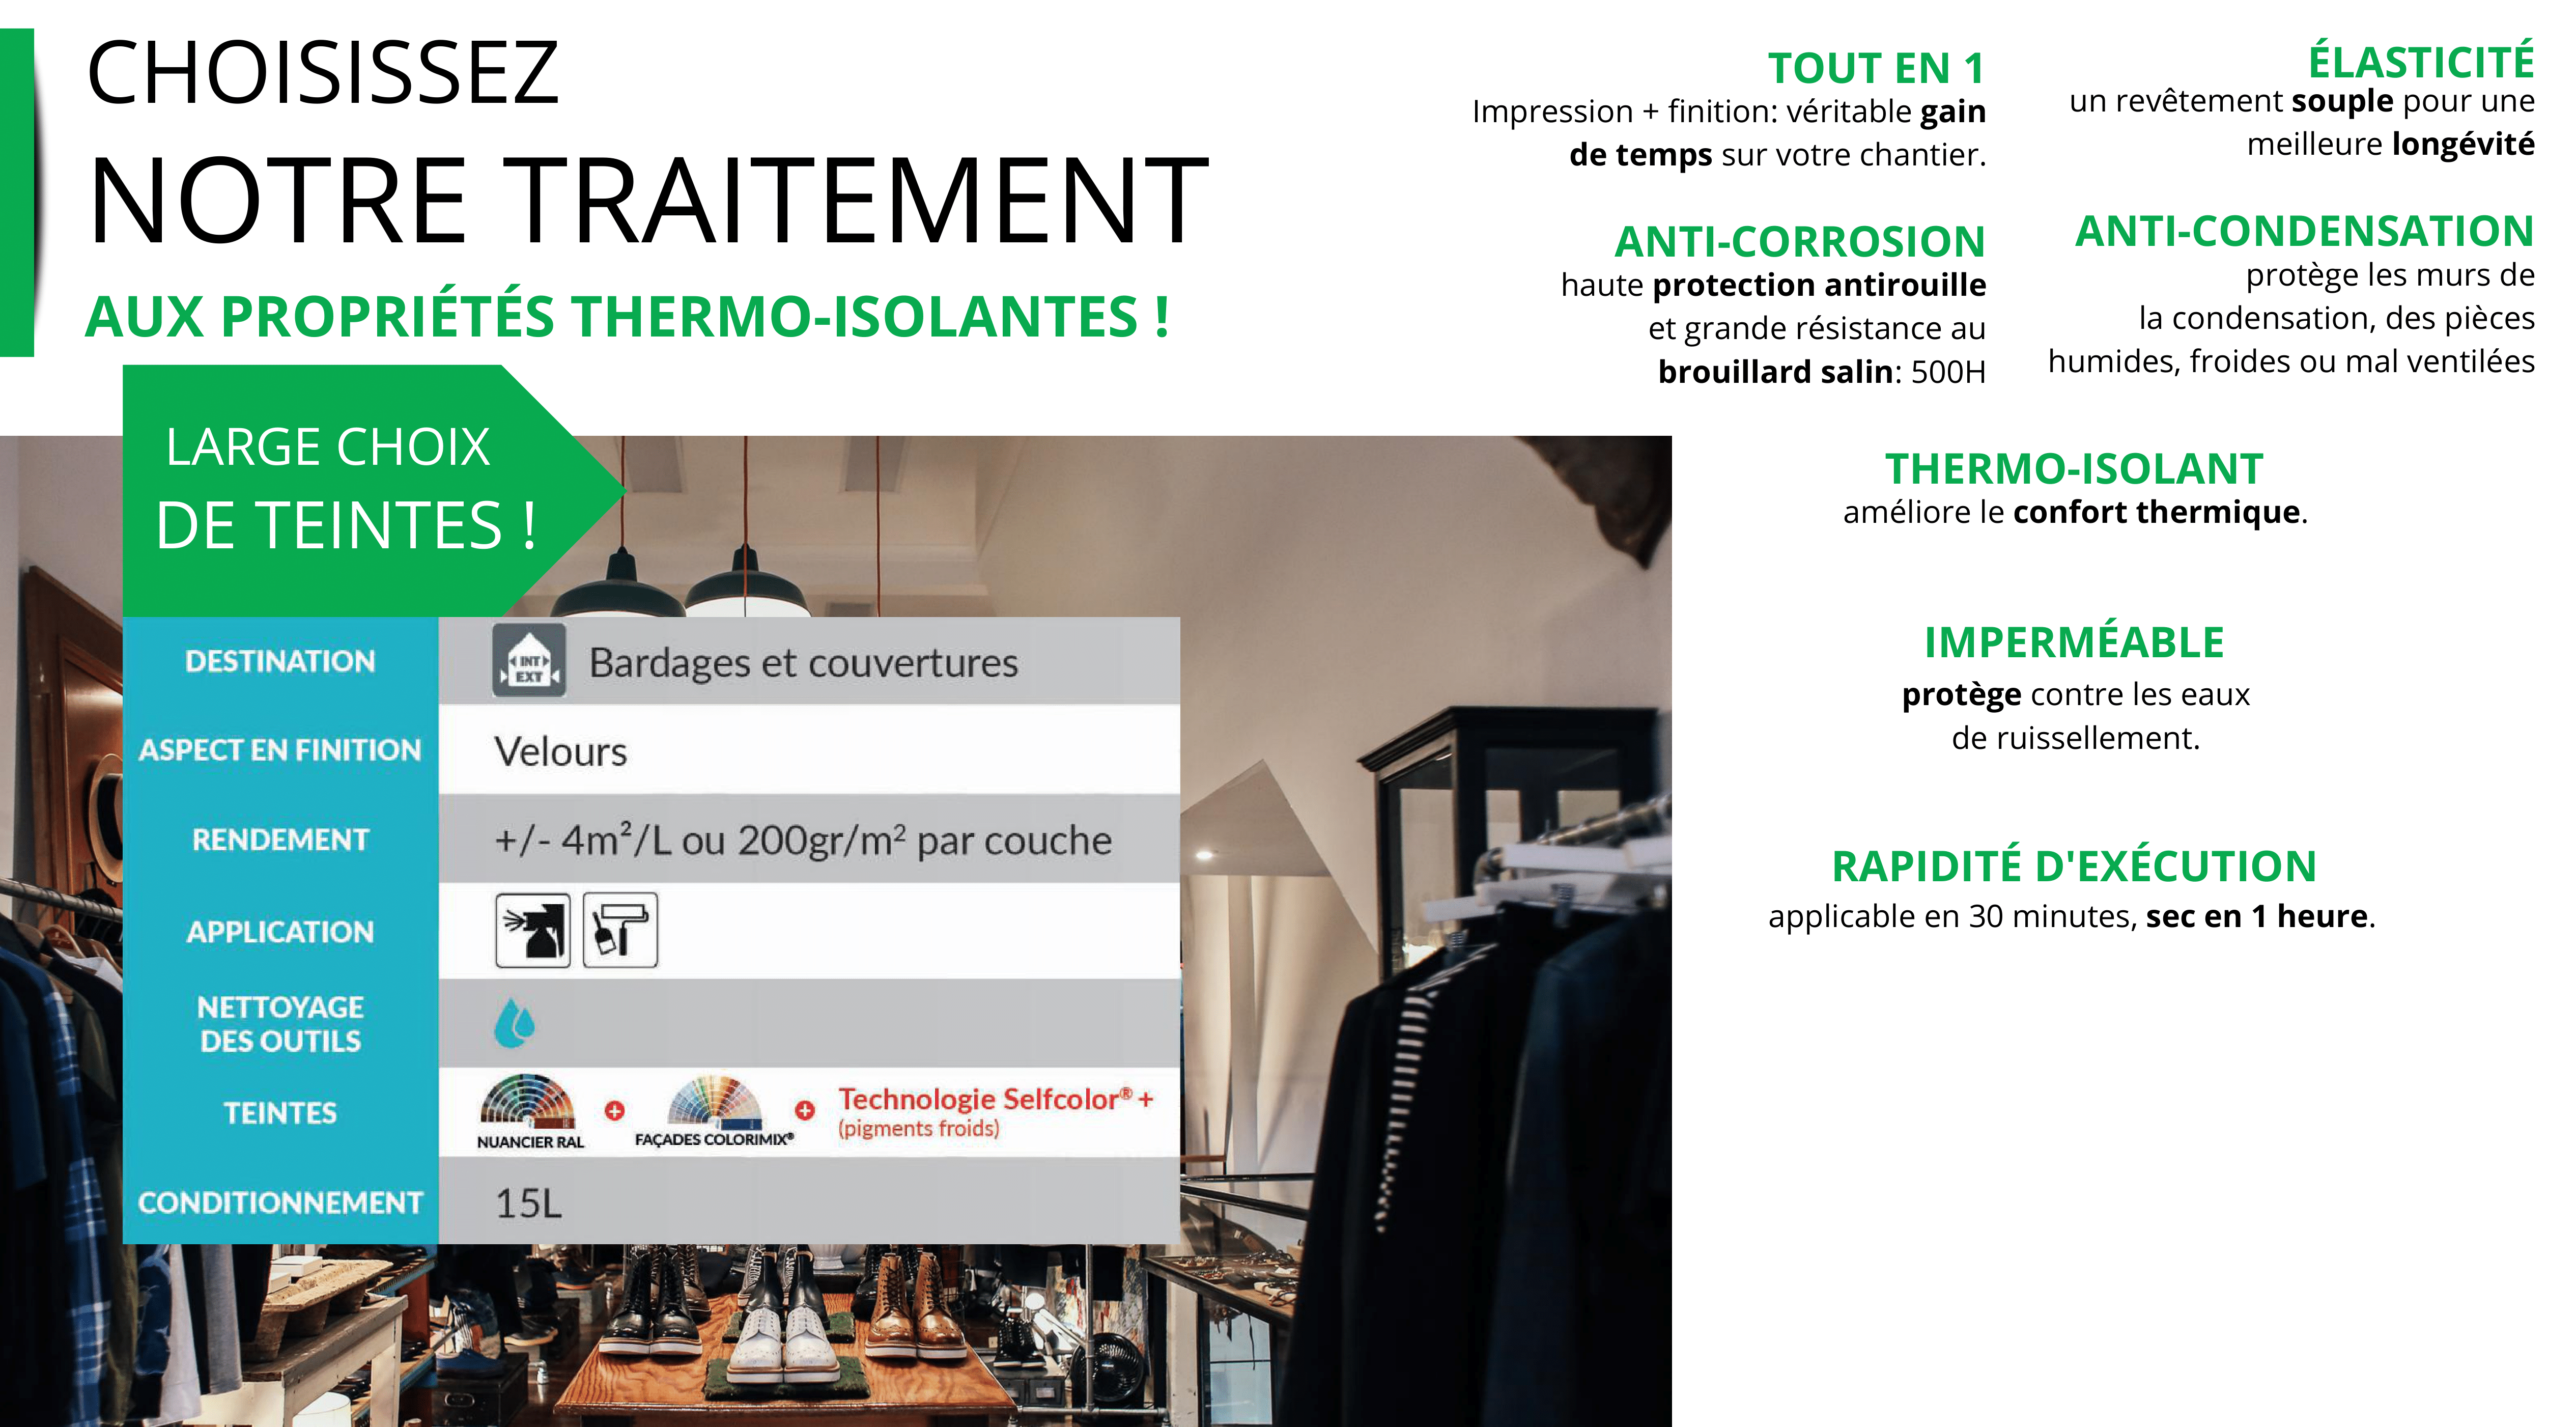 CHOISISSEZ
NOTRE TRAITEMENT
AUX PROPRIÉTÉS THERMO-ISOLANTES !
LARGE CHOIX
DE TEINTES !
DESTINATION
INT
EXT
Bardages et couvertures
ASPECT EN FINITION
Velours
RENDEMENT
+/- 4m²/L ou 200gr/m² par couche
APPLICATION
NETTOYAGE
DES OUTILS
TEINTES
NUANCIER RAL
FAÇADES COLORIMIX®
Technologie Selfcolor® +
(pigments froids)
CONDITIONNEMENT
15L
TOUT EN 1
Impression + finition: véritable gain
de temps sur votre chantier.
ANTI-CORROSION
haute protection antirouille
et grande résistance au
brouillard salin: 500H
ÉLASTICITÉ
un revêtement souple pour une
meilleure longévité
ANTI-CONDENSATION
protège les murs de
la condensation, des pièces
humides, froides ou mal ventilées
THERMO-ISOLANT
améliore le confort thermique.
IMPERMÉABLE
protège contre les eaux
de ruissellement.
RAPIDITÉ D'EXÉCUTION
applicable en 30 minutes, sec en 1 heure.